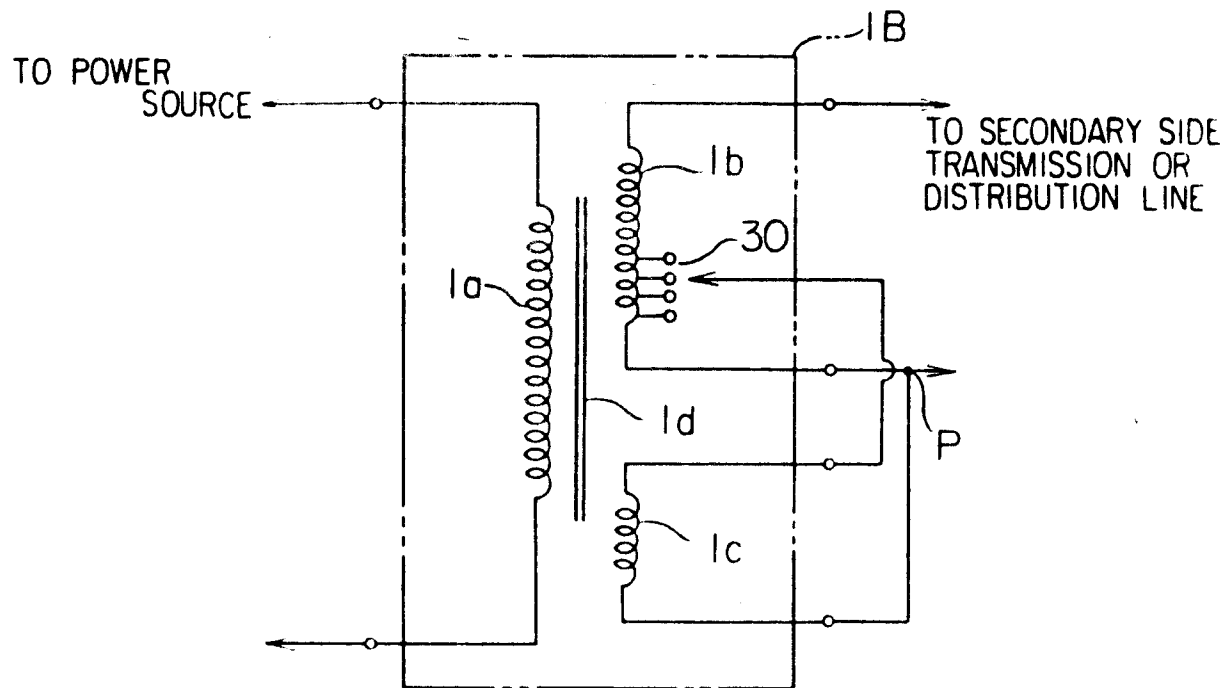 1B
TO POWER
SOURCE
TO SECONDARY SIDE
TRANSMISSION OR
DISTRIBUTION LINE
1b
30
1a
1d
P
1c